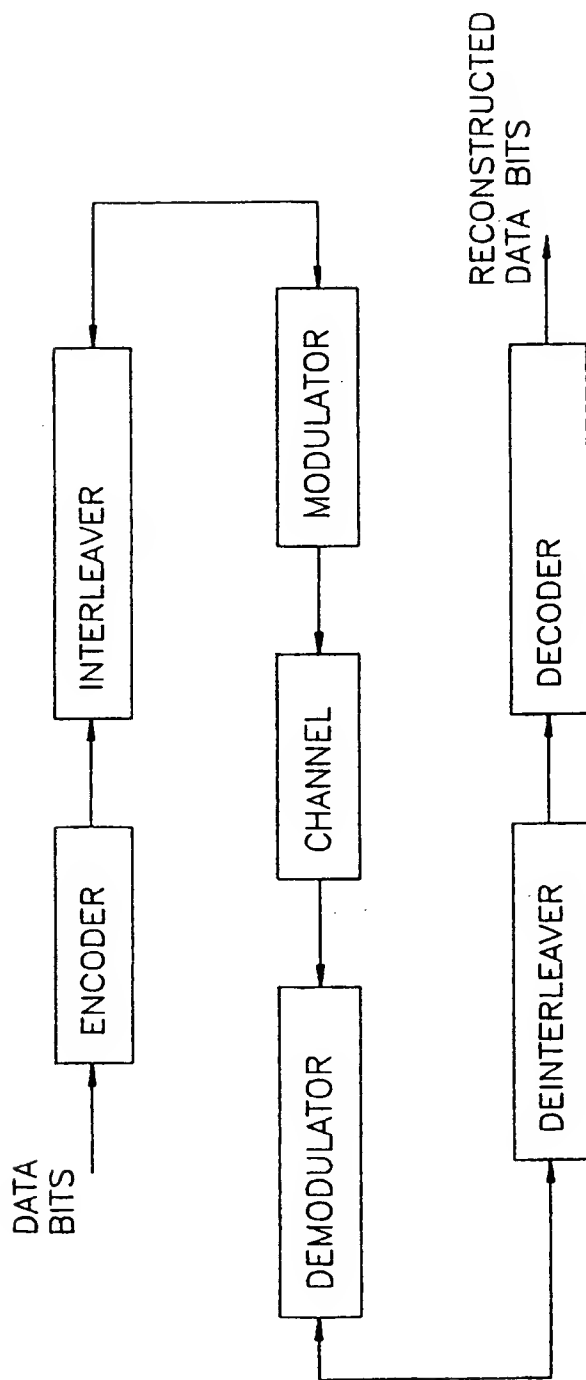 DATA
BITS
ENCODER
INTERLEAVER
MODULATOR
CHANNEL
DEMODULATOR
DEINTERLEAVER
DECODER
RECONSTRUCTED
DATA BITS